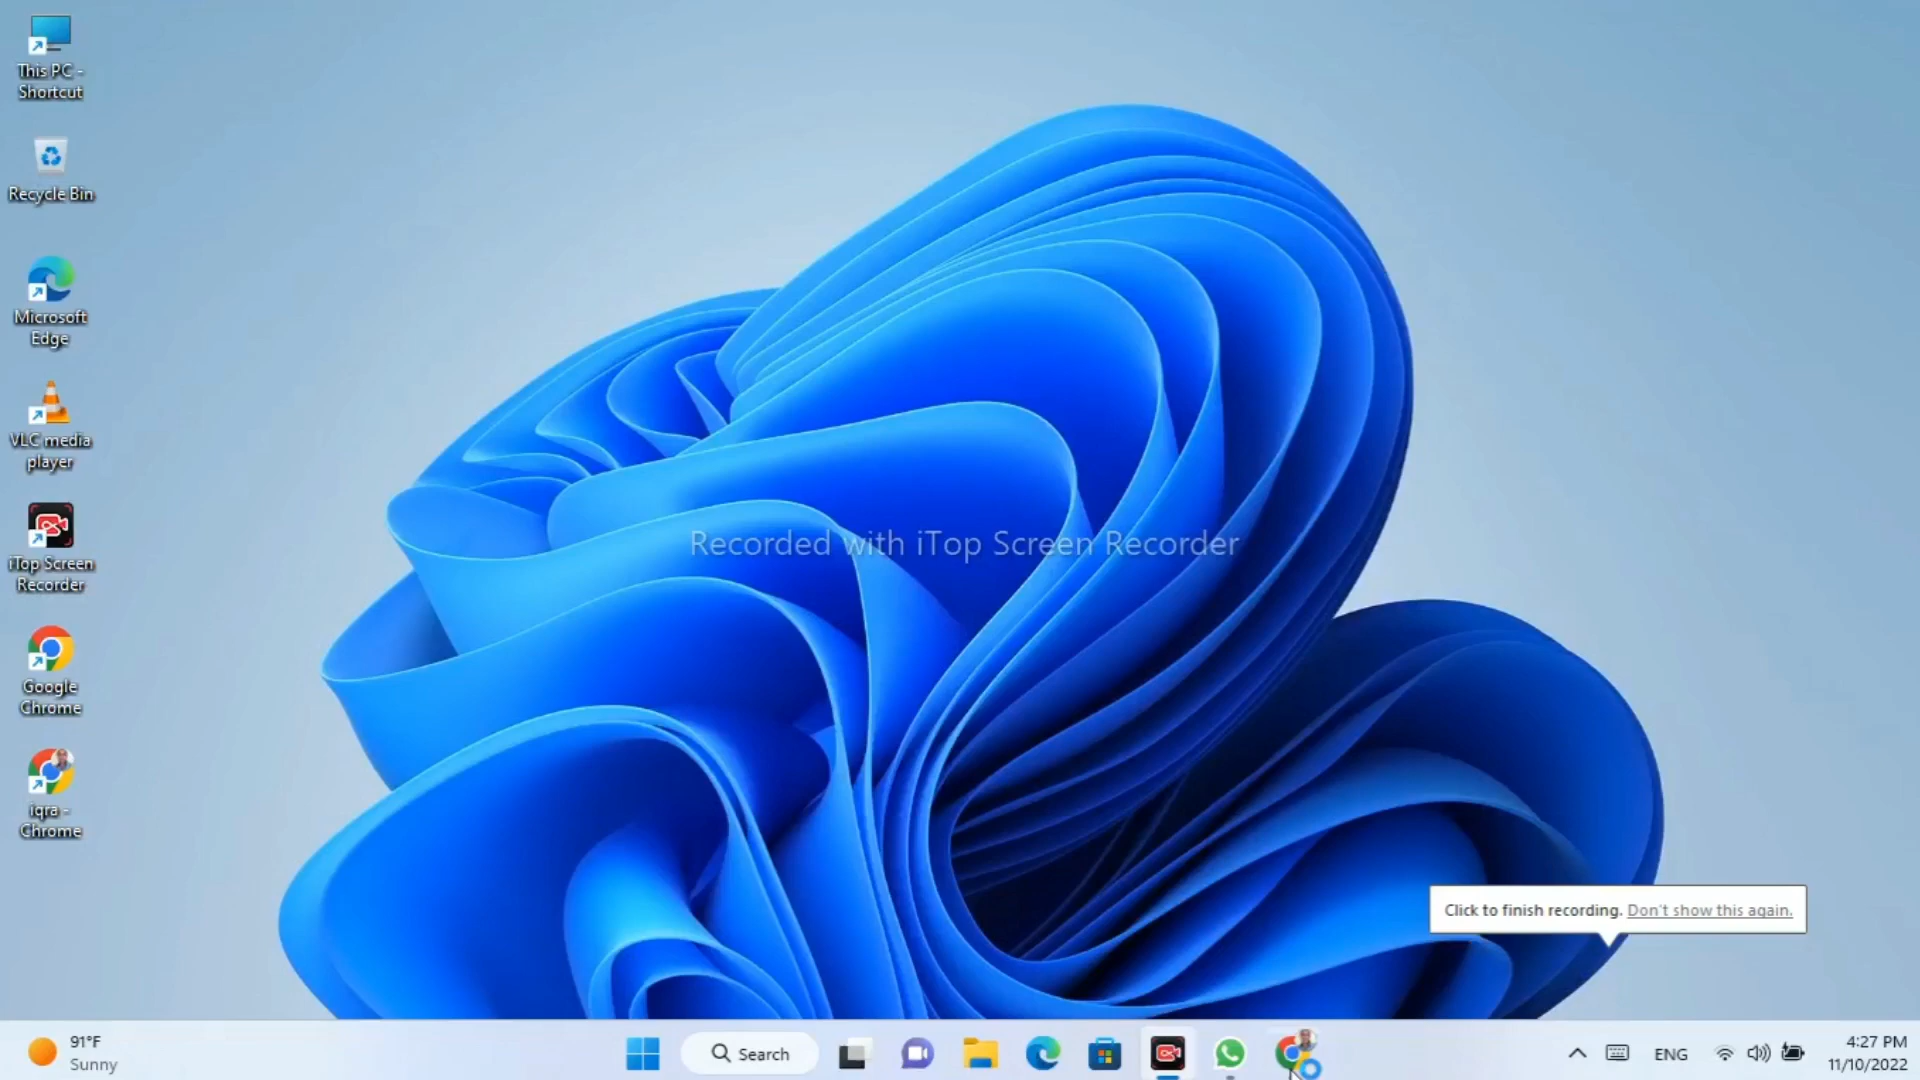 This PC -
Shortcut
Recycle Bin
Microsoft
Edge
VLC media
player
iTop Screen
Recorder
Google
Chrome
iqra -
Chrome
Recorded with iTop Screen Recorder
Click to finish recording. Don't show this again.
91°F
Sunny
Search
ENG
4:27 PM
11/10/2022